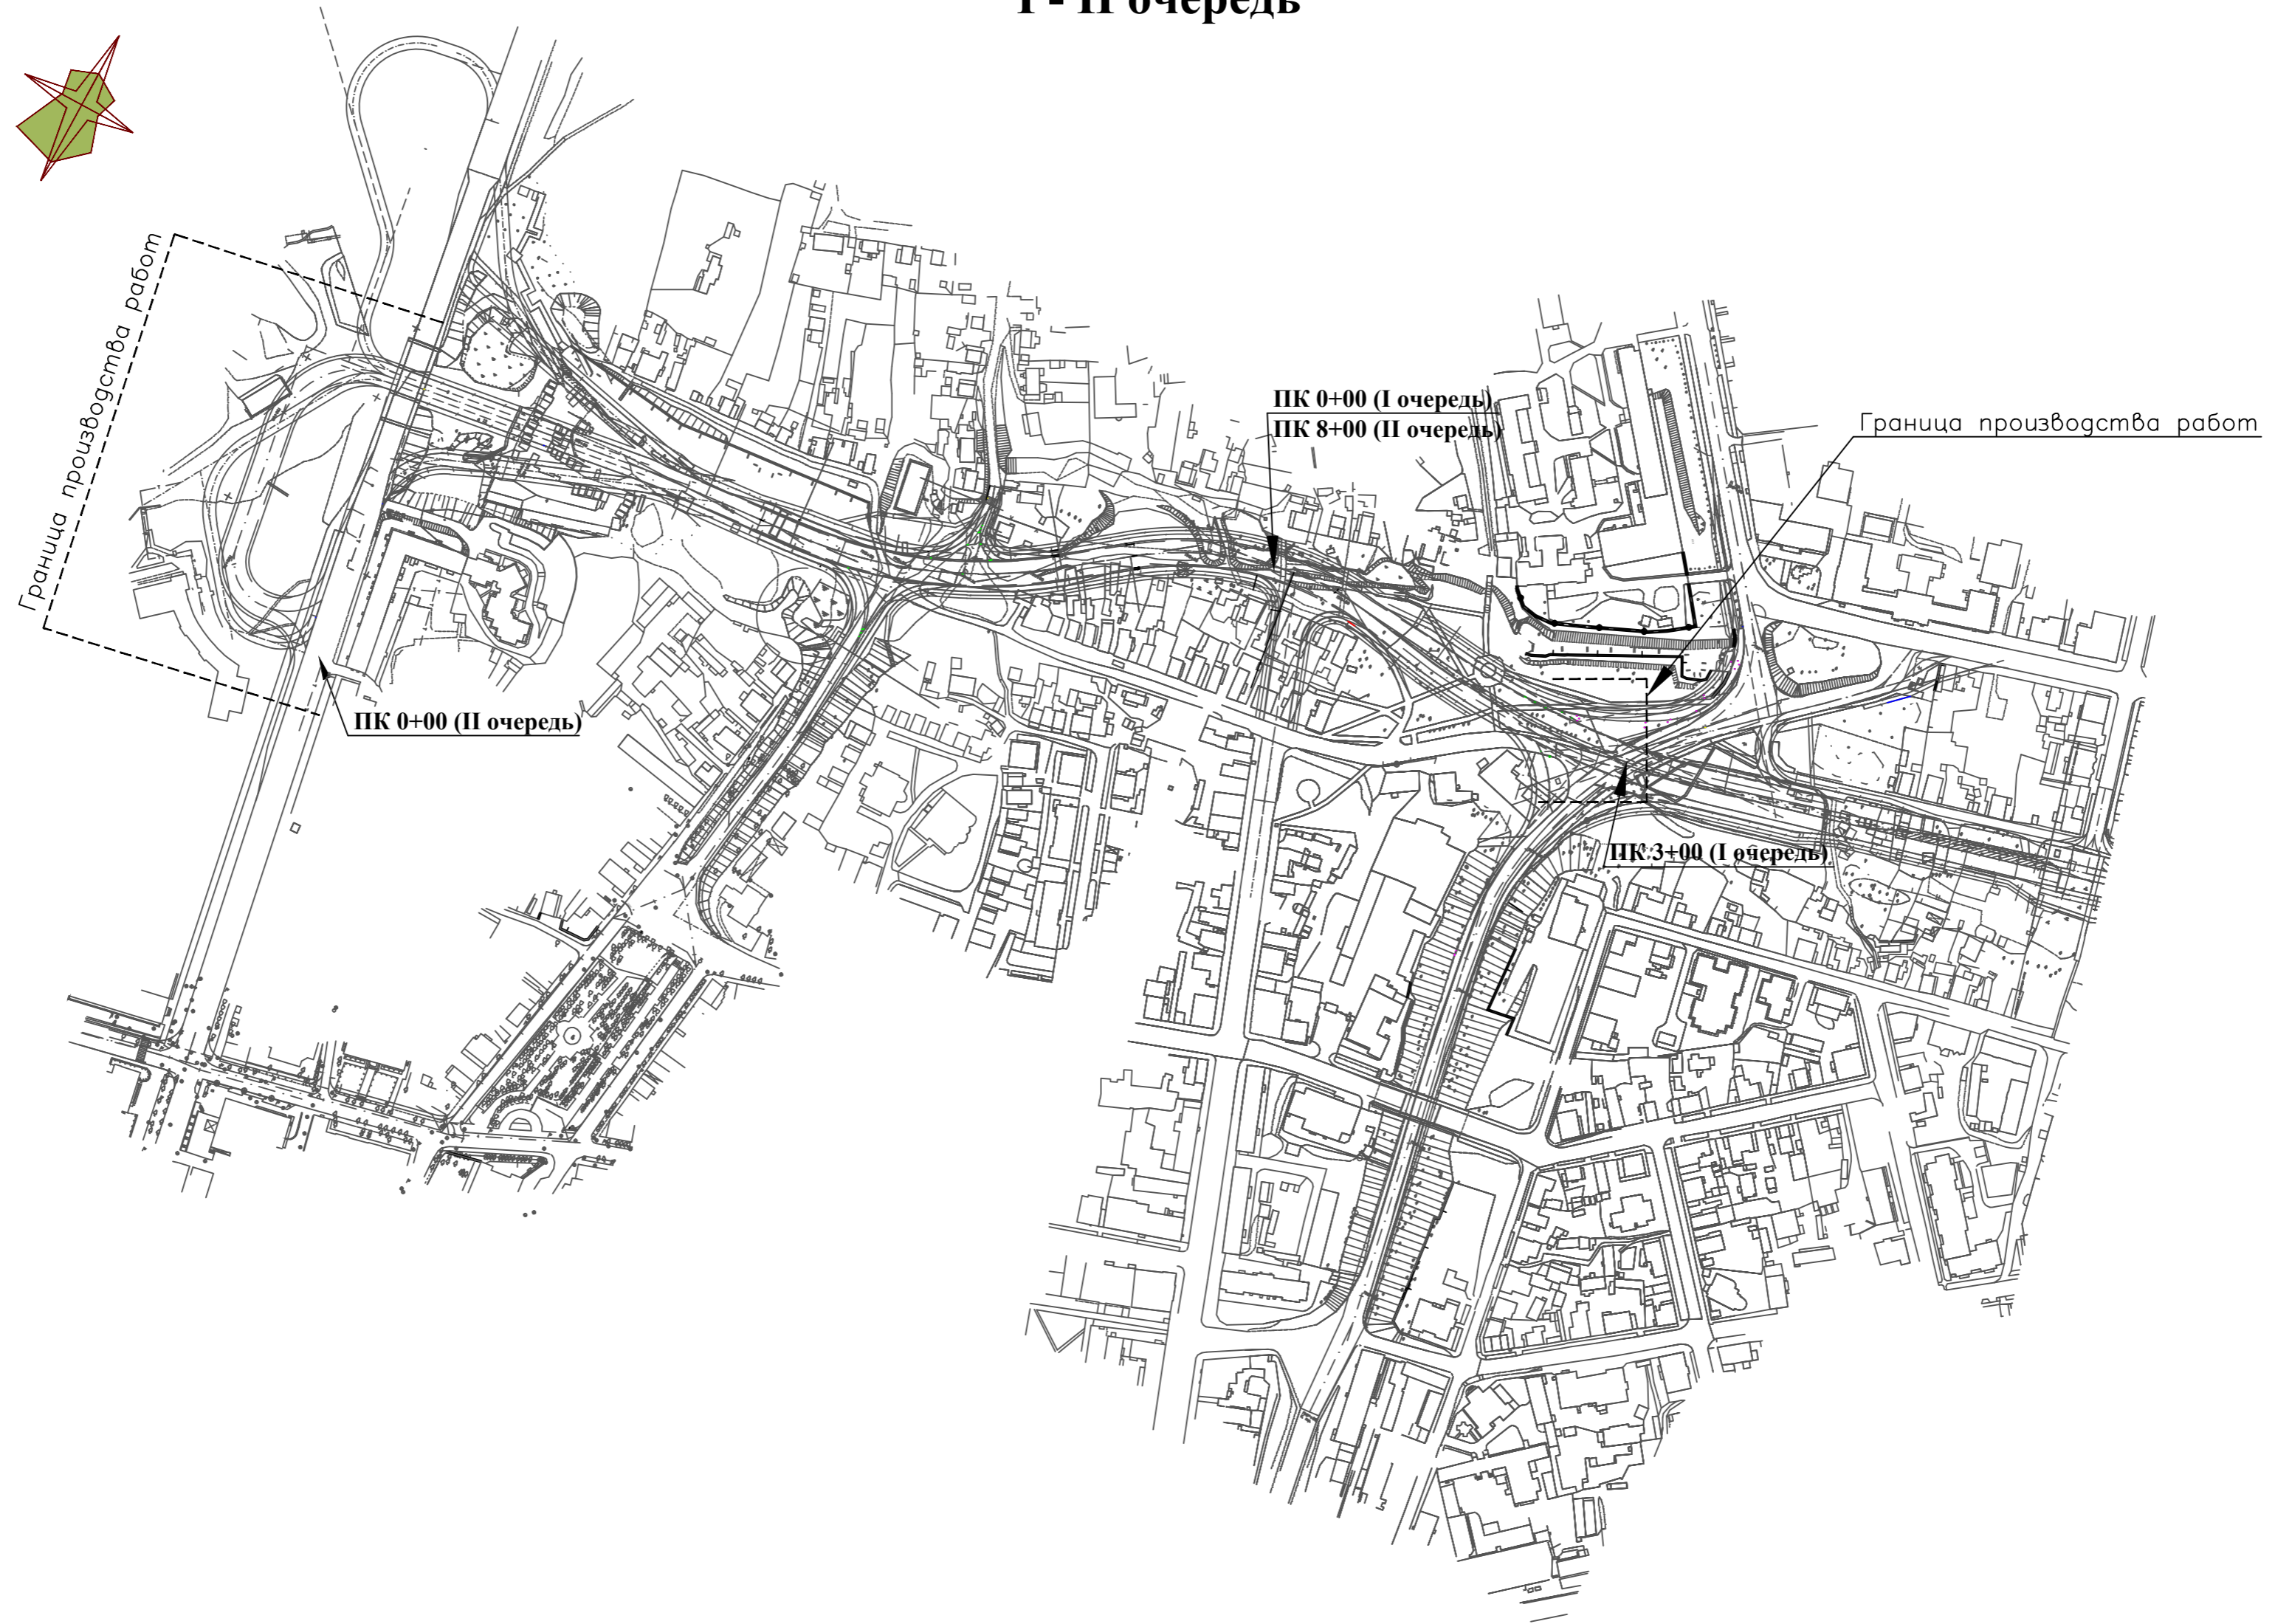 I - II очередь
Граница производства работ
ПК 0+00 (I очередь)
ПК 8+00 (II очередь)
Граница производства работ
ПК 0+00 (II очередь)
ПК 3+00 (I очередь)